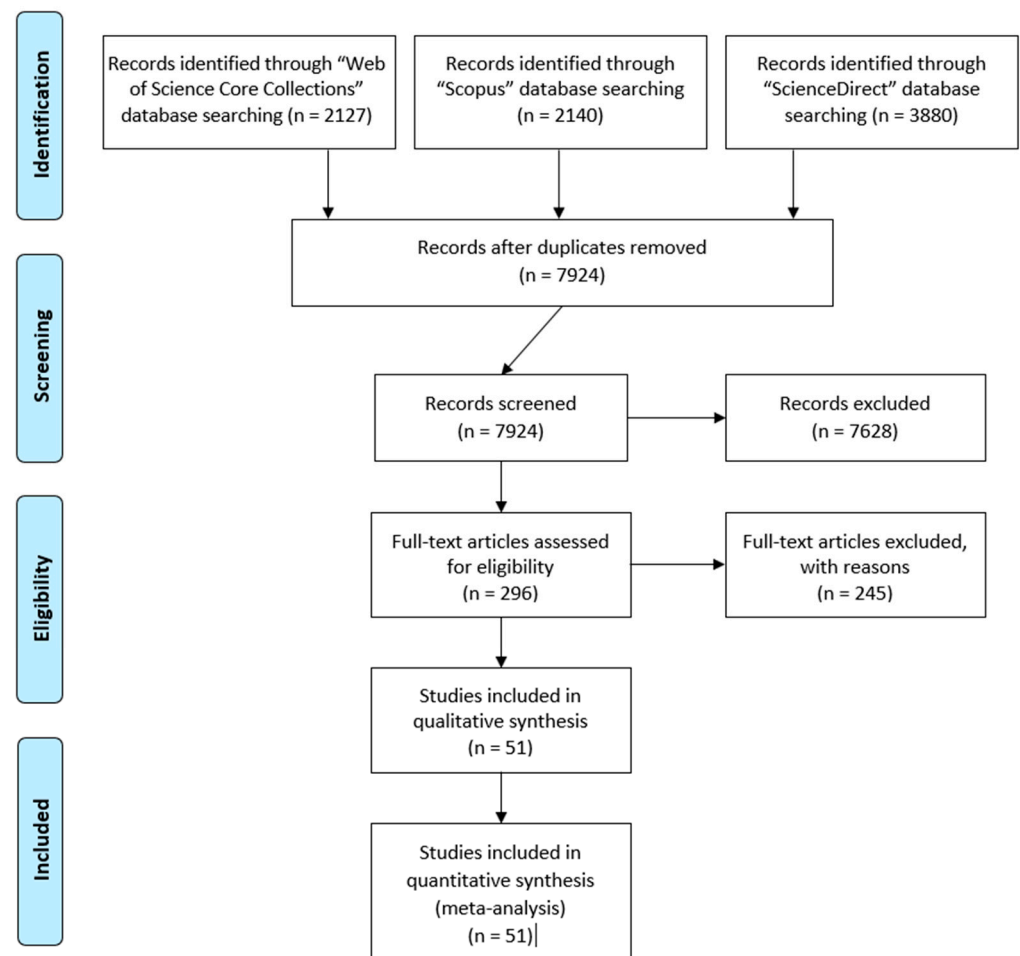 Identification
Records identified through “Web
of Science Core Collections”
database searching (n = 2127)
Records identified through
“Scopus” database searching
(n = 2140)
Records identified through
“ScienceDirect” database
searching (n = 3880)
Records after duplicates removed
(n = 7924)
Screening
Records screened
(n = 7924)
Records excluded
(n = 7628)
Eligibility
Full-text articles assessed
for eligibility
(n = 296)
Full-text articles excluded,
with reasons
(n = 245)
Studies included in
qualitative synthesis
(n = 51)
Included
Studies included in
quantitative synthesis
(meta-analysis)
(n = 51)